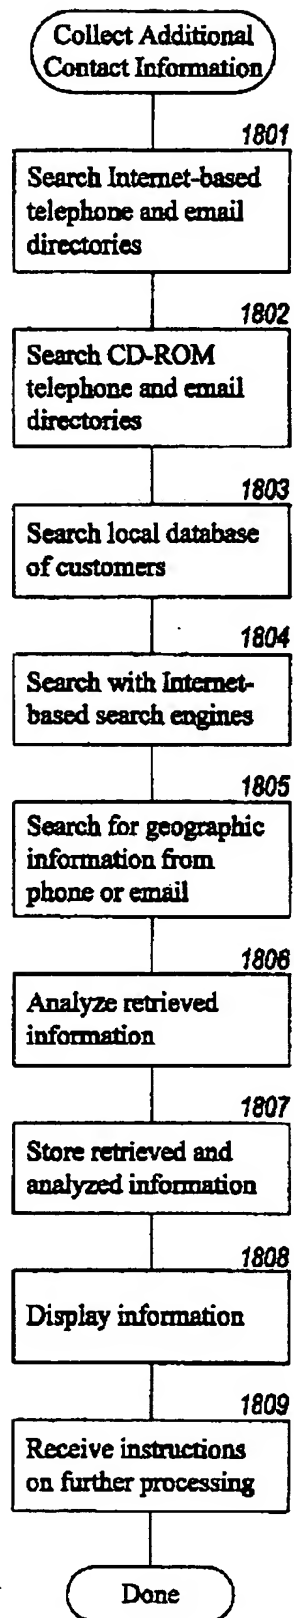 Collect Additional
Contact Information
1801
Search Internet-based
telephone and email
directories
1802
Search CD-ROM
telephone and email
directories
1803
Search local database
of customers
1804
Search with Internet-
based search engines
1805
Search for geographic
information from
phone or email
1806
Analyze retrieved
information
1807
Store retrieved and
analyzed information
1808
Display information
1809
Receive instructions
on further processing
Done